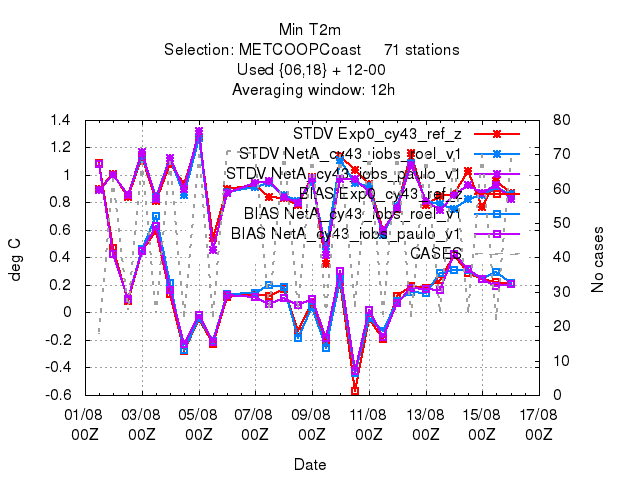 Min T2m
Selection: METCOOPCoast 71 stations
Used {06,18} + 12-00
Averaging window: 12h
STDV Exp0_cy43_ref_z
STDV NetA_cy43_iobs_roel_v1
STDV NetA_cy43_iobs_paulo_v1
BIAS Exp0_cy43_ref_z
BIAS NetA_cy43_iobs_roel_v1
BIAS NetA_cy43_iobs_paulo_v1
CASES
deg C
1.4
1.2
1
0.8
0.6
0.4
0.2
0
-0.2
-0.4
-0.6
No cases
80
70
60
50
40
30
20
10
0
01/08 03/08 05/08 07/08 09/08 11/08 13/08 15/08 17/08
00Z 00Z 00Z 00Z 00Z 00Z 00Z 00Z 00Z
Date